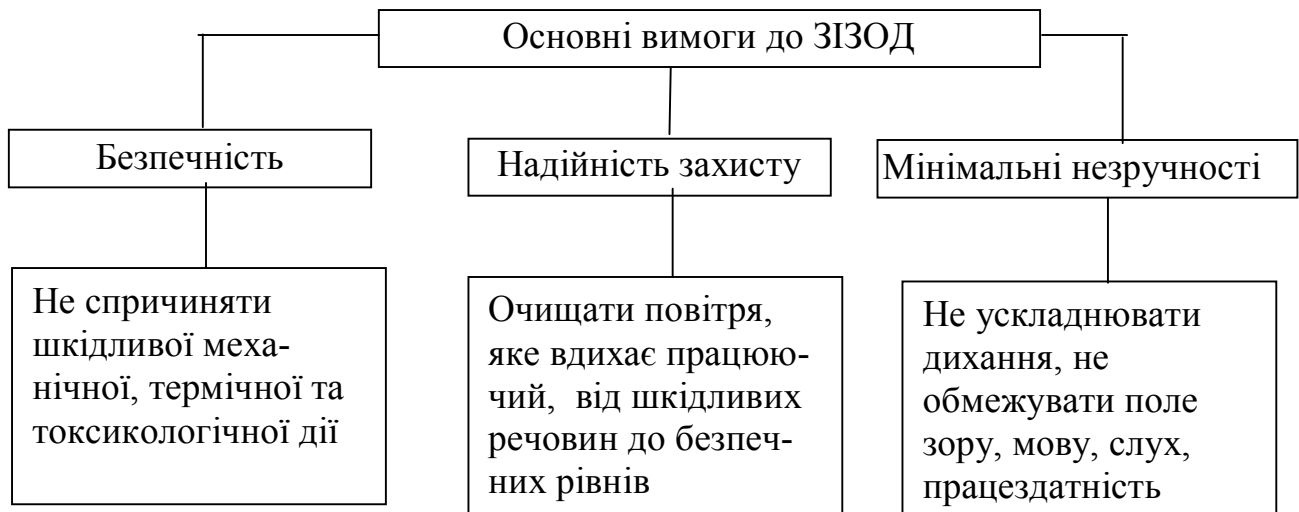 Основні вимоги до ЗІЗОД
Безпечність
Надійність захисту
Мінімальні незручності
Не спричиняти
шкідливої меха-
нічної, термічної та
токсикологічної дії
Очищати повітря,
яке вдихає працюю-
чий, від шкідливих
речовин до безпеч-
них рівнів
Не ускладнювати
дихання, не
обмежувати поле
зору, мову, слух,
працездатність